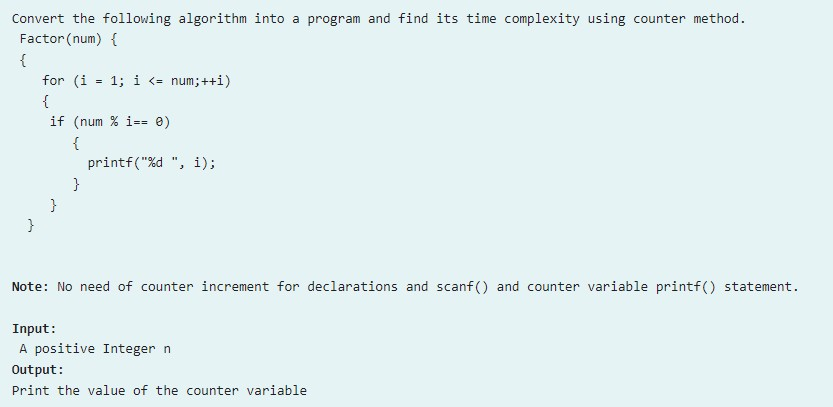 Convert the following algorithm into a program and find its time complexity using counter method.
Factor(num) {
{
for (i = 1; i <= num;++i)
{
if (num % i== 0)
{
printf("%d ", i);
}
}
}
Note: No need of counter increment for declarations and scanf() and counter variable printf() statement.
Input:
A positive Integer n
Output:
Print the value of the counter variable